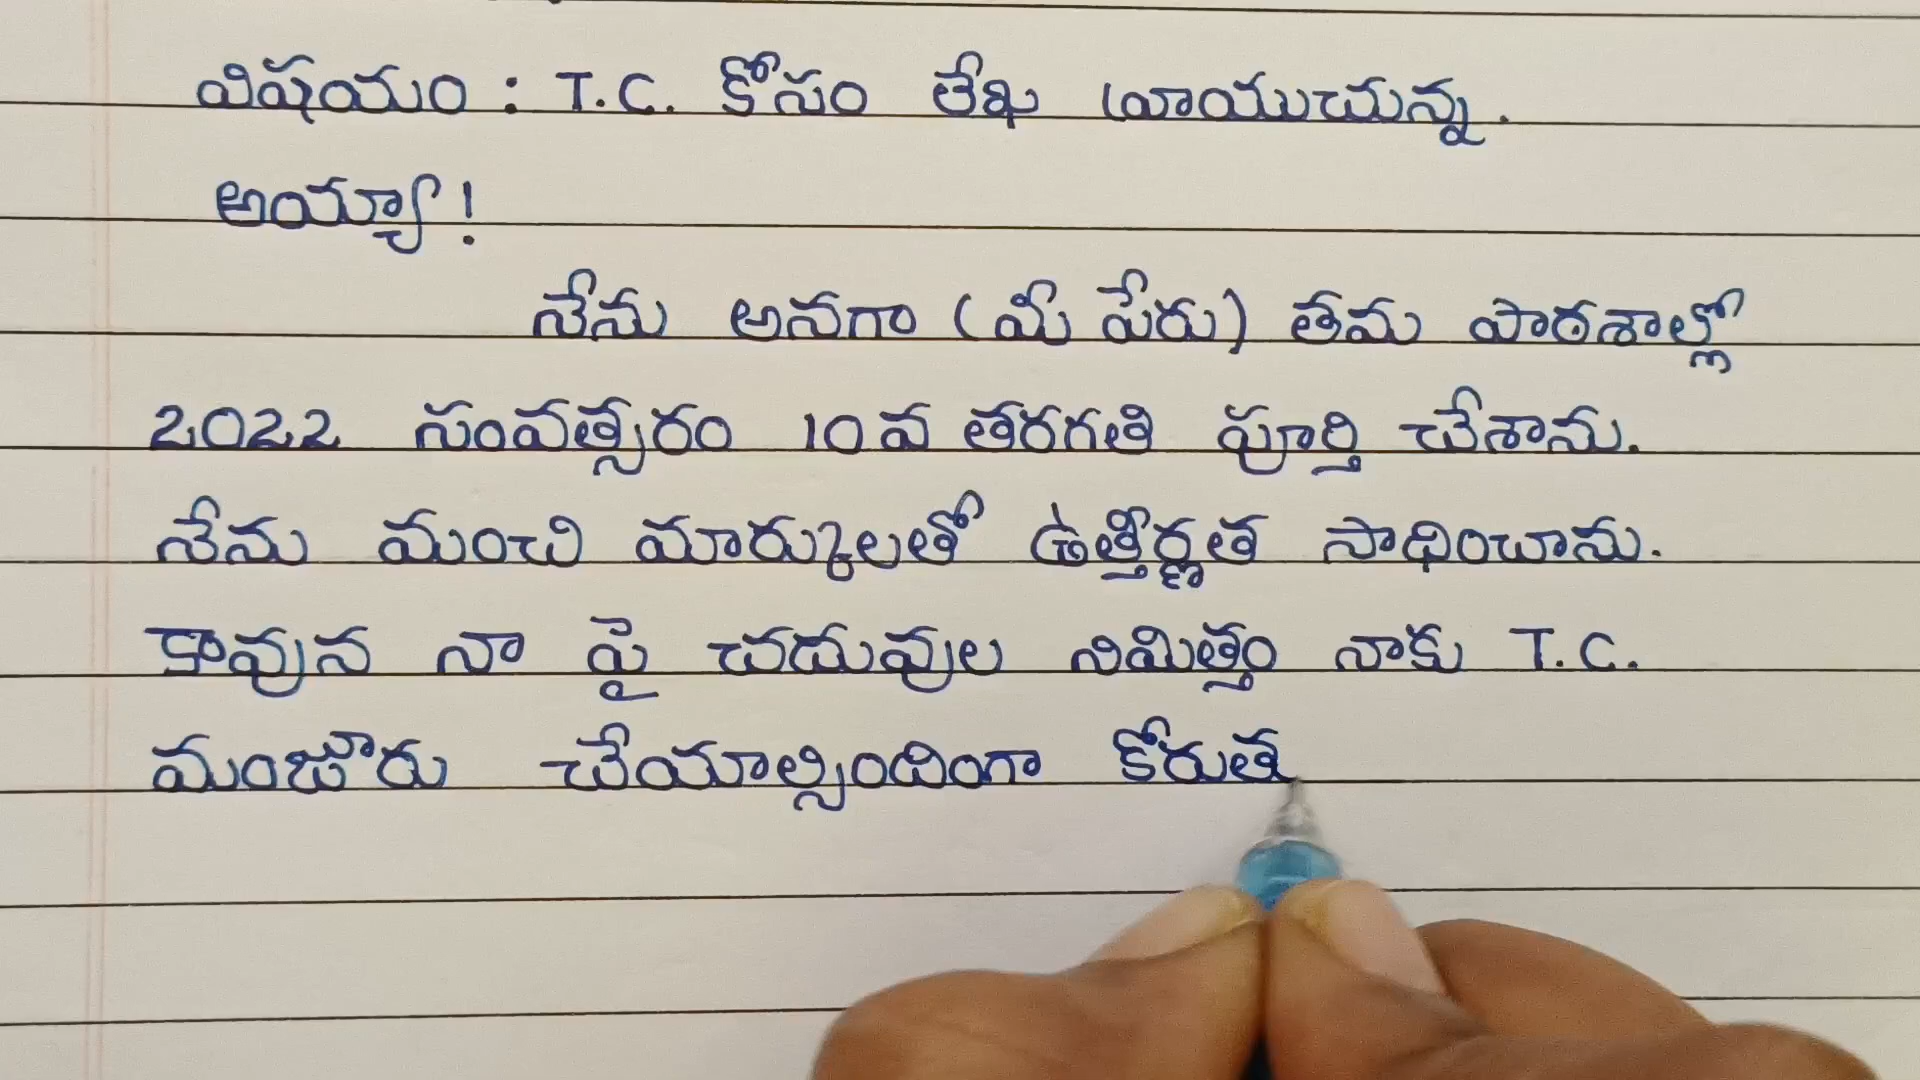 విషయం : T.C. కోసం లేఖ వ్రాయుచున్న.
అయ్యా!
నేను అనగా (మీ పేరు) తమ పాఠశాల్లో
2022 సంవత్సరం 10వ తరగతి పూర్తి చేశాను.
నేను మంచి మార్కులతో ఉత్తీర్ణత సాధించాను.
కావున నా పై చదువుల నిమిత్తం నాకు T.C.
మంజూరు చేయాల్సిందింగా కోరుత